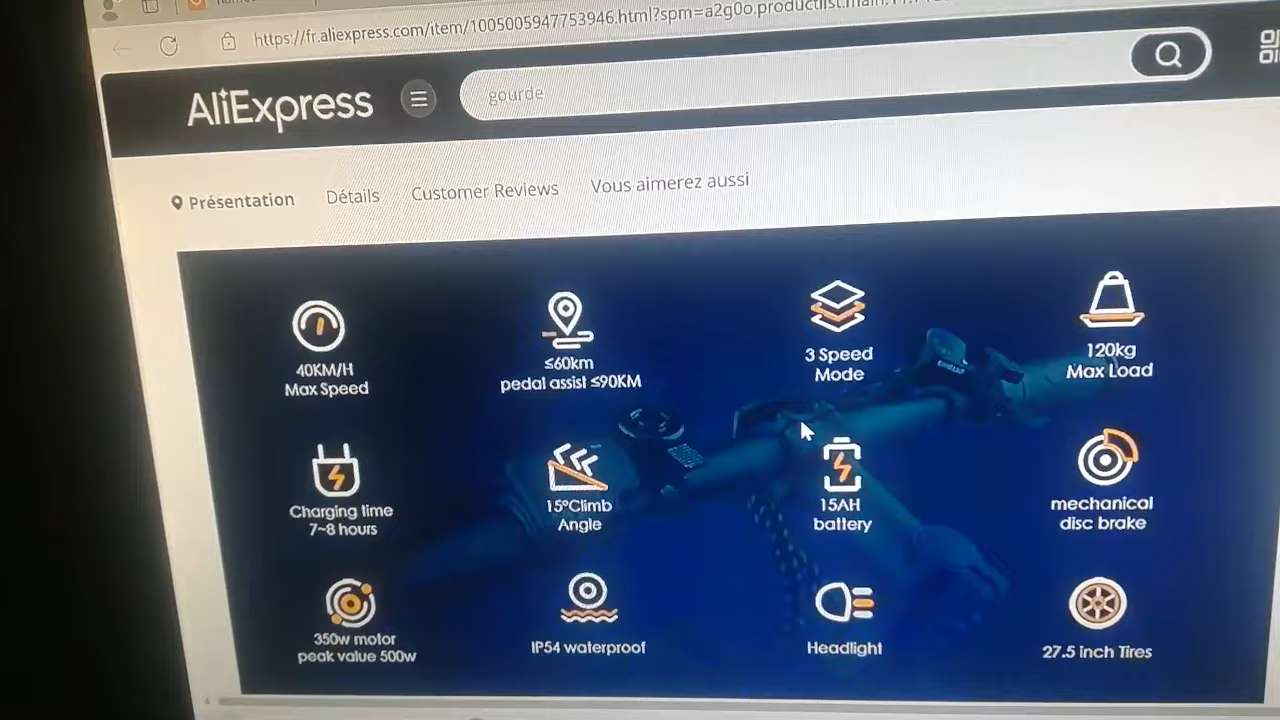 https://fr.aliexpress.com/item/1005005947753946.html?spm=a2g0o.productlist.main.
AliExpress
gourde
Présentation
Détails
Customer Reviews
Vous aimerez aussi
40KM/H
Max Speed
≤60km
pedal assist ≤90KM
3 Speed
Mode
120kg
Max Load
Charging time
7~8 hours
15°Climb
Angle
15AH
battery
mechanical
disc brake
350w motor
peak value 500w
IP54 waterproof
Headlight
27.5 inch Tires